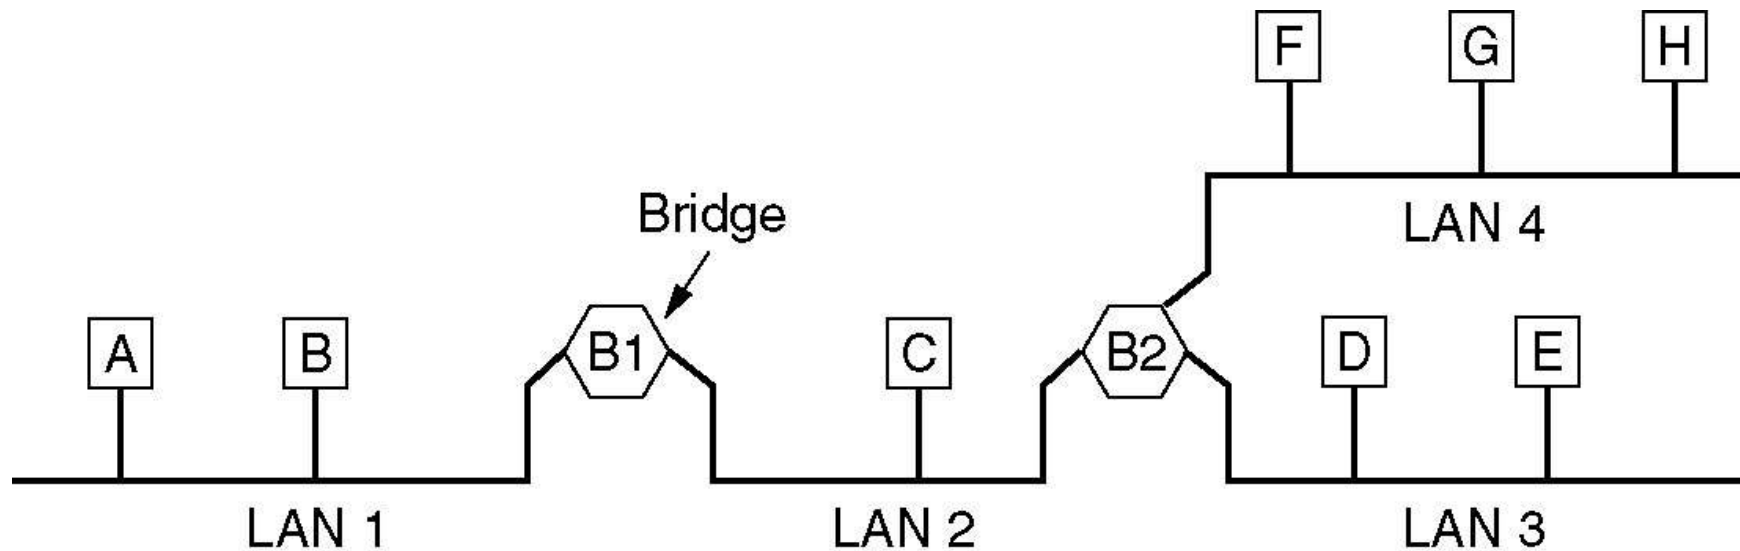 F G H
LAN 4
Bridge
A B B1 C B2 D E
LAN 1 LAN 2 LAN 3